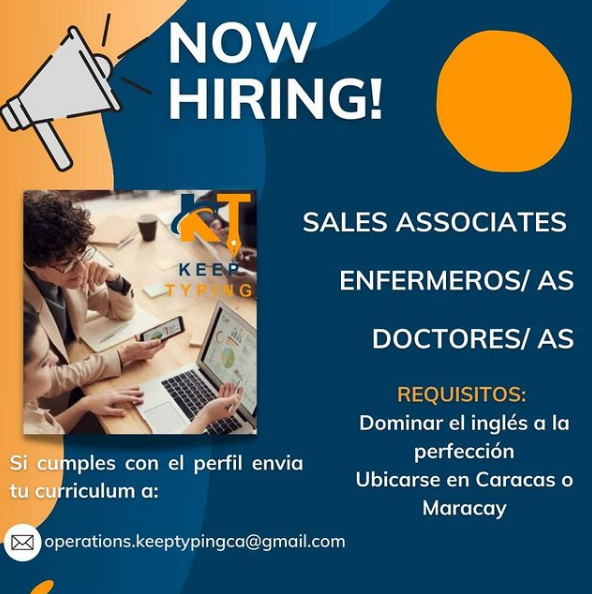 NOW
HIRING!
KT
KEEP
TYPING
SALES ASSOCIATES
ENFERMEROS/ AS
DOCTORES/ AS
REQUISITOS:
Dominar el inglés a la
perfección
Ubicarse en Caracas o
Maracay
Si cumples con el perfil envia
tu curriculum a:
operations.keeptypingca@gmail.com